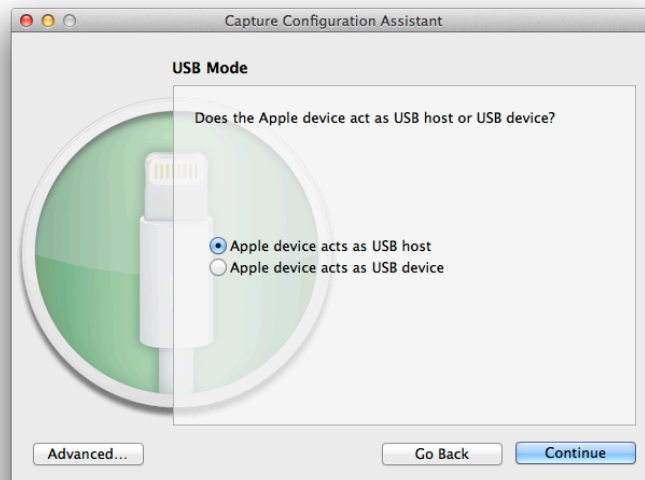 Capture Configuration Assistant
USB Mode
Does the Apple device act as USB host or USB device?
Apple device acts as USB host
Apple device acts as USB device
Advanced...
Go Back
Continue